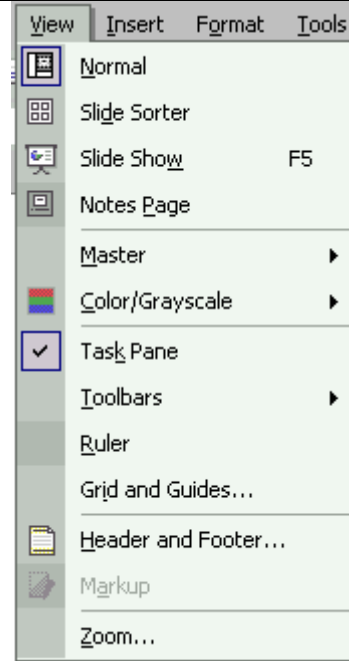 View Insert Format Tools
Normal
Slide Sorter
Slide Show F5
Notes Page
Master
Color/Grayscale
Task Pane
Toolbars
Ruler
Grid and Guides...
Header and Footer...
Markup
Zoom...